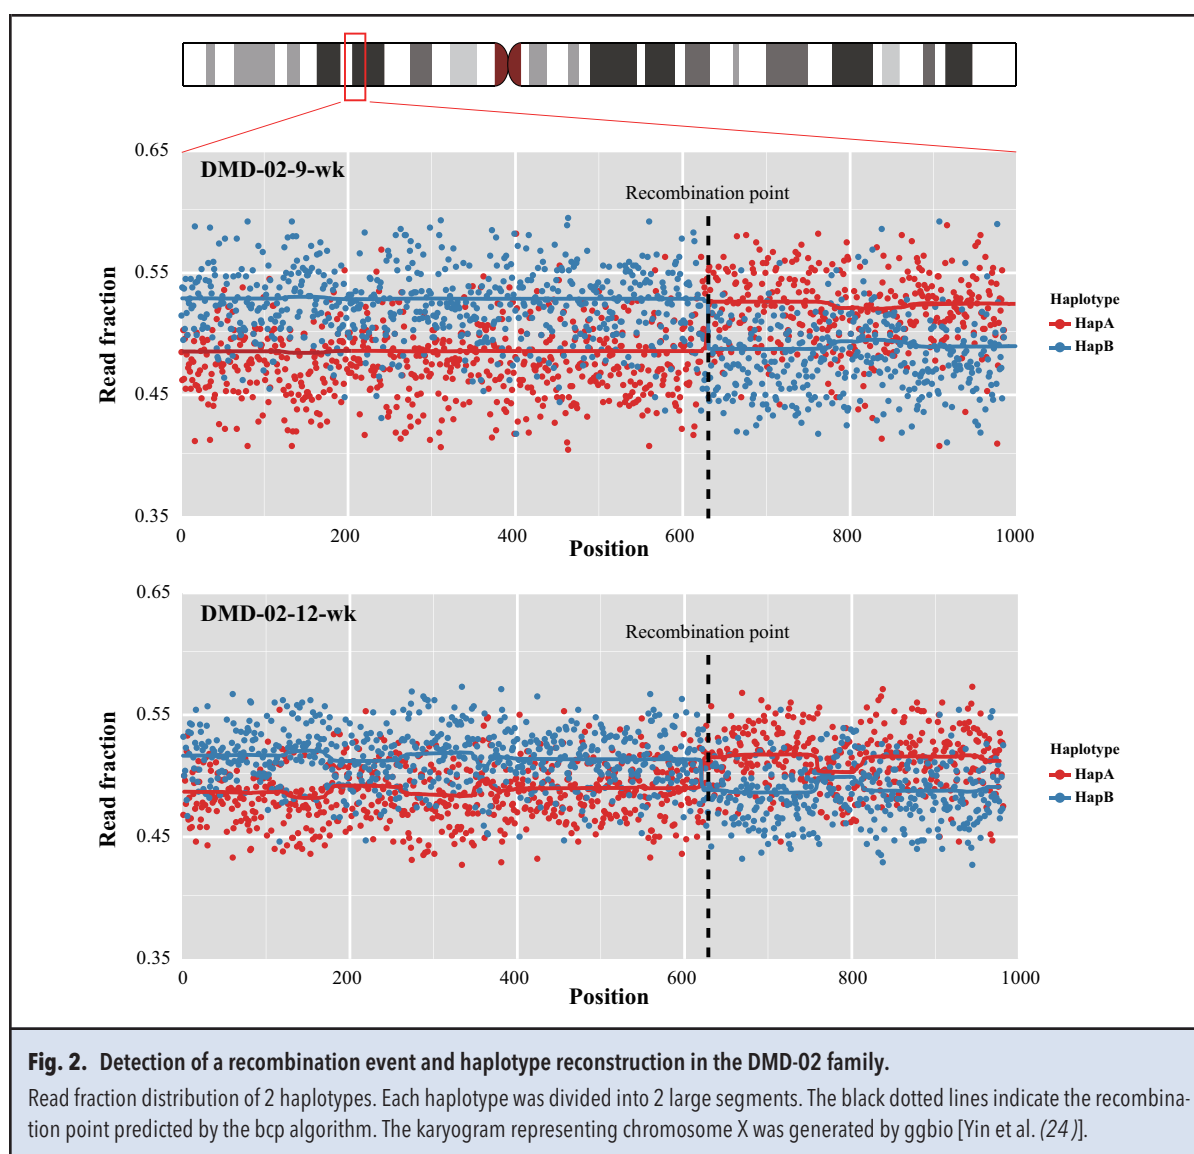 0.65
DMD-02-9-wk
Recombination point
0.55
Read fraction
0.45
0.35
0 200 400 600 800 1000
Position
Haplotype
HapA
HapB
0.65
DMD-02-12-wk
Recombination point
0.55
Read fraction
0.45
0.35
0 200 400 600 800 1000
Position
Haplotype
HapA
HapB
Fig. 2. Detection of a recombination event and haplotype reconstruction in the DMD-02 family.
Read fraction distribution of 2 haplotypes. Each haplotype was divided into 2 large segments. The black dotted lines indicate the recombina-
tion point predicted by the bcp algorithm. The karyogram representing chromosome X was generated by ggbio [Yin et al. (24)].